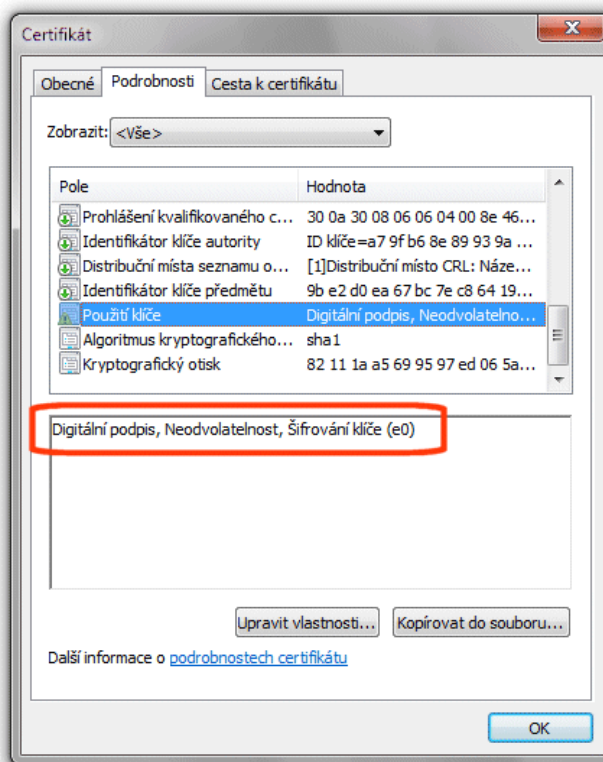 Certifikát
Obecné Podrobnosti Cesta k certifikátu
Zobrazit: <Vše>
Pole Hodnota
Prohlášení kvalifikovaného c... 30 0a 30 08 06 06 04 00 8e 46...
Identifikátor klíče autority ID klíče=a7 9f b6 8e 89 93 9a ...
Distribuční místa seznamu o... [1]Distribuční místo CRL: Náze...
Identifikátor klíče předmětu 9b e2 d0 ea 67 bc 7e c8 64 19...
Použití klíče Digitální podpis, Neodvolatelno...
Algoritmus kryptografického... sha1
Kryptografický otisk 82 11 1a a5 69 95 97 ed 06 5a...
Digitální podpis, Neodvolatelnost, Šifrování klíče (e0)
Upravit vlastnosti... Kopírovat do souboru...
Další informace o podrobnostech certifikátu
OK